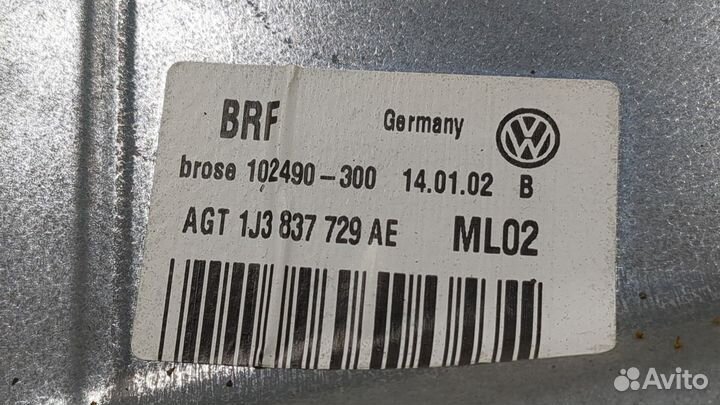 BRF Germany
brose 102490-300 14.01.02 B
AGT 1J3 837 729 AE ML02
Avito